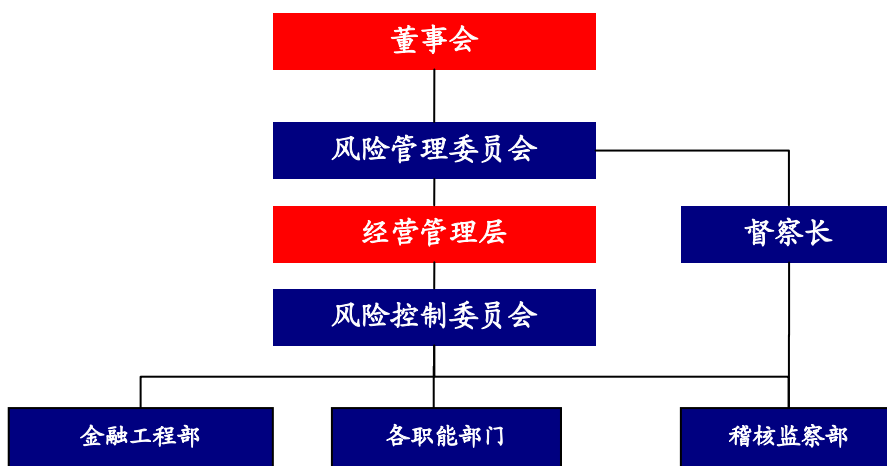 董事会
风险管理委员会
经营管理层
督察长
风险控制委员会
金融工程部
各职能部门
稽核监察部